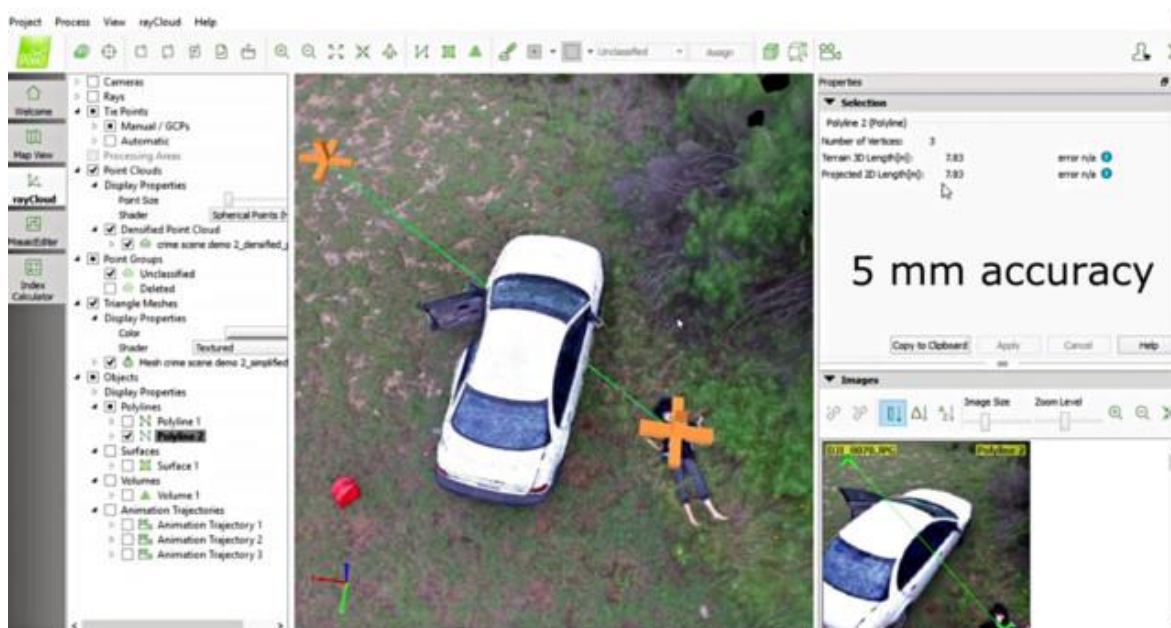 Project Process View rayCloud Help
Unclassified Assign
Welcome
Map View
rayCloud
MosaicEditor
Index
Calculator
Cameras
Rays
Tie Points
Manual / GCPs
Automatic
Processing Areas
Point Clouds
Display Properties
Point Size
Shader Spherical Points
Densified Point Cloud
crime scene demo 2_densified_
Point Groups
Unclassified
Deleted
Triangle Meshes
Display Properties
Color
Shader Textured
Mesh crime scene demo 2_simplified
Objects
Display Properties
Polylines
Polyline 1
Polyline 2
Surfaces
Surface 1
Volumes
Volume 1
Animation Trajectories
Animation Trajectory 1
Animation Trajectory 2
Animation Trajectory 3
Properties
Selection
Polyline 2 (Polyline)
Number of Vertices: 3
Terrain 3D Length[m]: 7.83 error n/a
Projected 2D Length[m]: 7.83 error n/a
5 mm accuracy
Copy to Clipboard Apply Cancel Help
Images
Image Size Zoom Level
DJI_0070.JPG Polyline 2